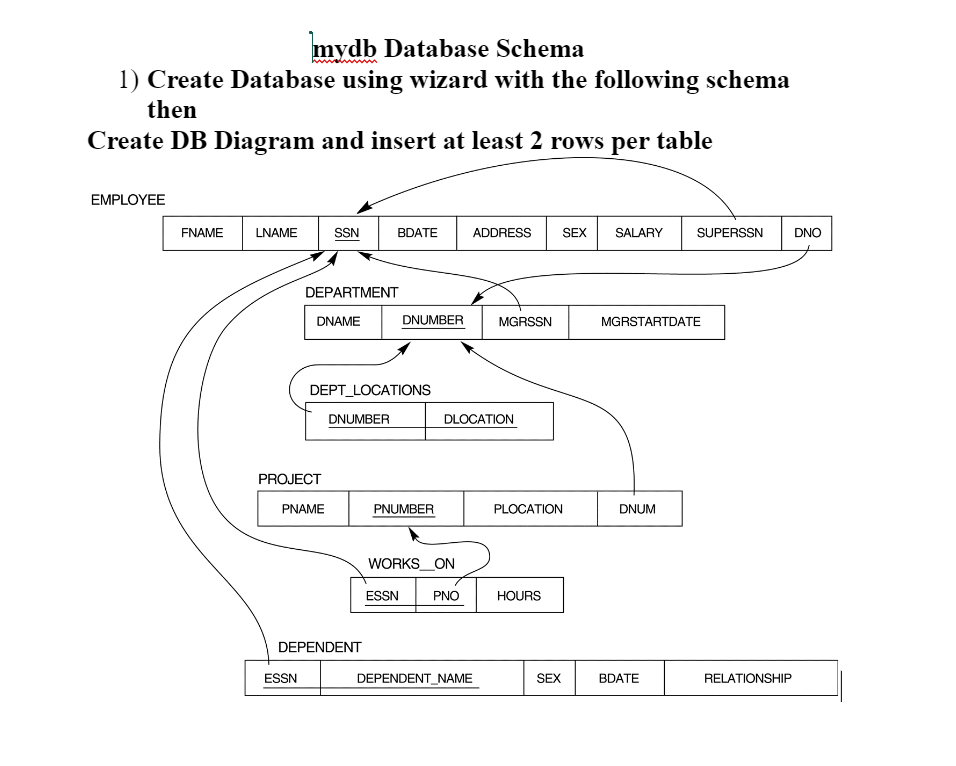 mydb Database Schema
1) Create Database using wizard with the following schema
then
Create DB Diagram and insert at least 2 rows per table
EMPLOYEE
FNAME LNAME SSN BDATE ADDRESS SEX SALARY SUPERSSN DNO
DEPARTMENT
DNAME DNUMBER MGRSSN MGRSTARTDATE
DEPT_LOCATIONS
DNUMBER DLOCATION
PROJECT
PNAME PNUMBER PLOCATION DNUM
WORKS__ON
ESSN PNO HOURS
DEPENDENT
ESSN DEPENDENT_NAME SEX BDATE RELATIONSHIP